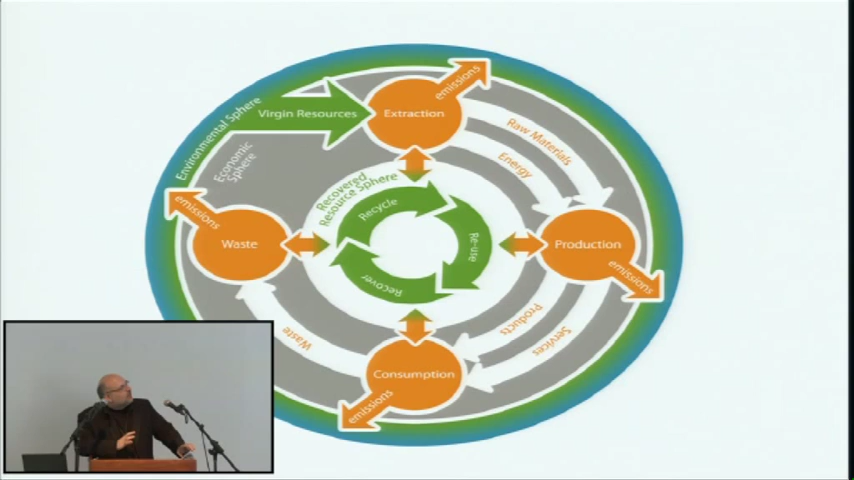 emissions
Environmental Sphere
Virgin Resources
Extraction
Raw Materials
Energy
Economic
Sphere
Recovered
Resource Sphere
Recycle
Re-use
Recover
emissions
Waste
Production
emissions
Products
Services
Waste
Consumption
emissions